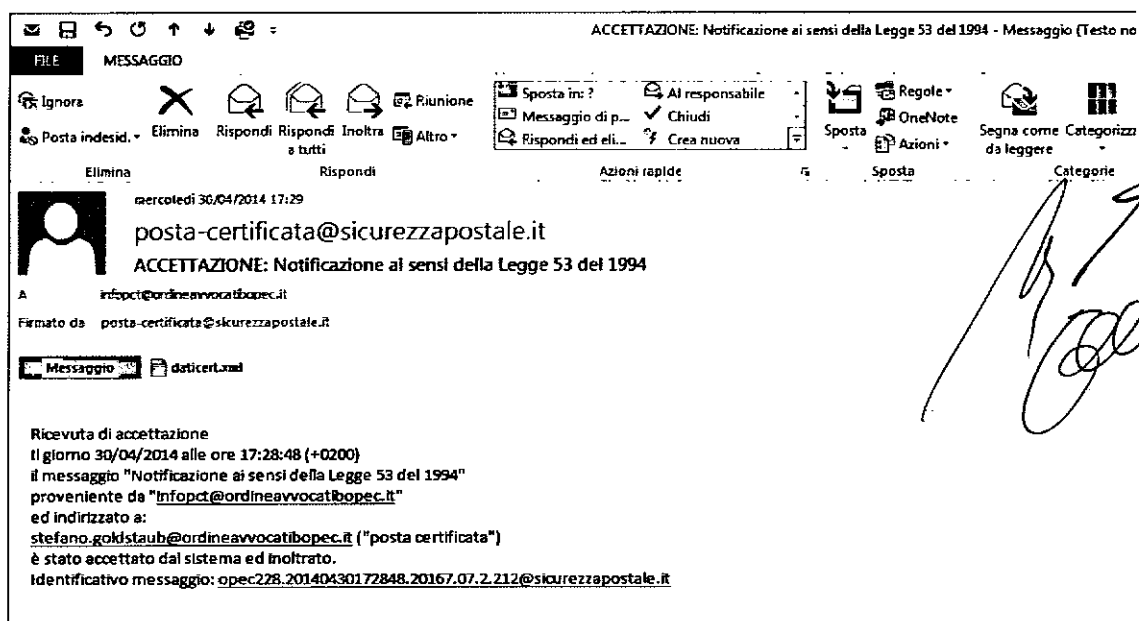 ACCETTAZIONE: Notificazione ai sensi della Legge 53 del 1994 - Messaggio (Testo no
FILE MESSAGGIO
Ignora
Posta indesid.
Elimina
Rispondi
Rispondi a tutti
Inoltra
Riunione
Altro
Sposta in: ?
Messaggio di p...
Rispondi ed eli...
Al responsabile
Chiudi
Crea nuova
Sposta
Regole
OneNote
Azioni
Segna come da leggere
Categorizza
Elimina Rispondi Azioni rapide Sposta Categorie
mercoledì 30/04/2014 17:29
posta-certificata@sicurezzapostale.it
ACCETTAZIONE: Notificazione ai sensi della Legge 53 del 1994
A infopct@ordineavvocatibopec.it
Firmato da posta-certificata@sicurezzapostale.it
Messaggio daticert.xml
Ricevuta di accettazione
Il giorno 30/04/2014 alle ore 17:28:48 (+0200)
il messaggio "Notificazione ai sensi della Legge 53 del 1994"
proveniente da "infopct@ordineavvocatibopec.it"
ed indirizzato a:
stefano.goldstaub@ordineavvocatibopec.it ("posta certificata")
è stato accettato dal sistema ed inoltrato.
Identificativo messaggio: opec228.20140430172848.20167.07.2.212@sicurezzapostale.it